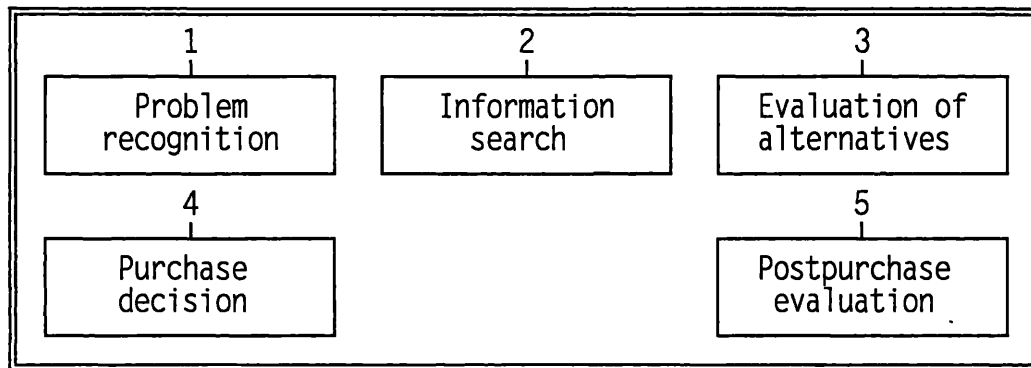 1 2 3
Problem Information Evaluation of
recognition search alternatives
4 5
Purchase Postpurchase
decision evaluation